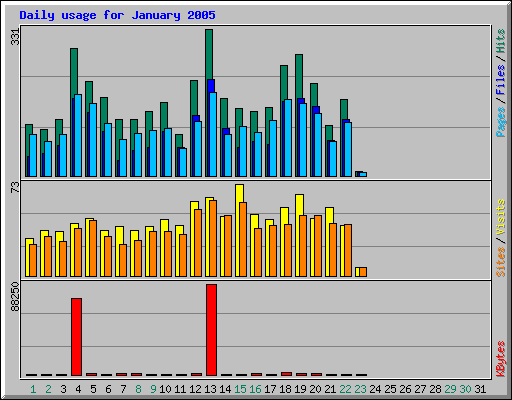 Daily usage for January 2005
331
Pages / Files / Hits
73
Sites / Visits
88250
KBytes
1 2 3 4 5 6 7 8 9 10 11 12 13 14 15 16 17 18 19 20 21 22 23 24 25 26 27 28 29 30 31